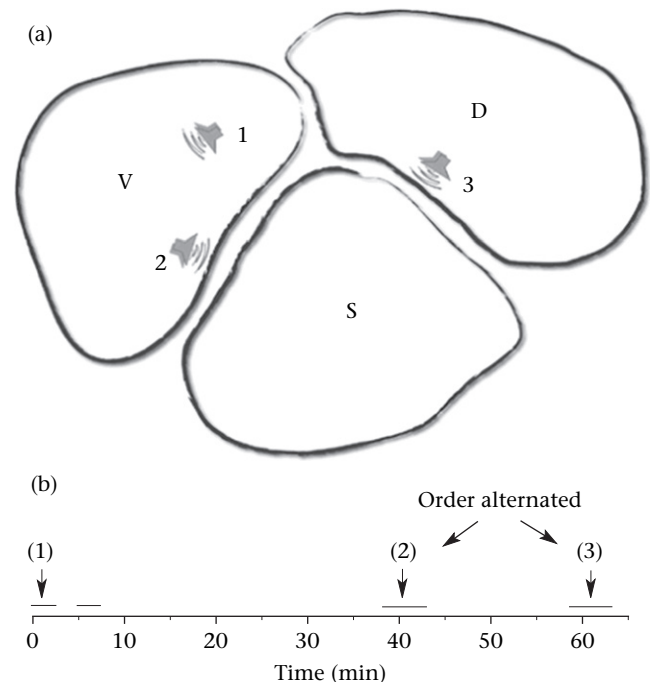 (a)
1
D
V
3
2
S
(b)
Order alternated
(1) (2) (3)
0 10 20 30 40 50 60
Time (min)